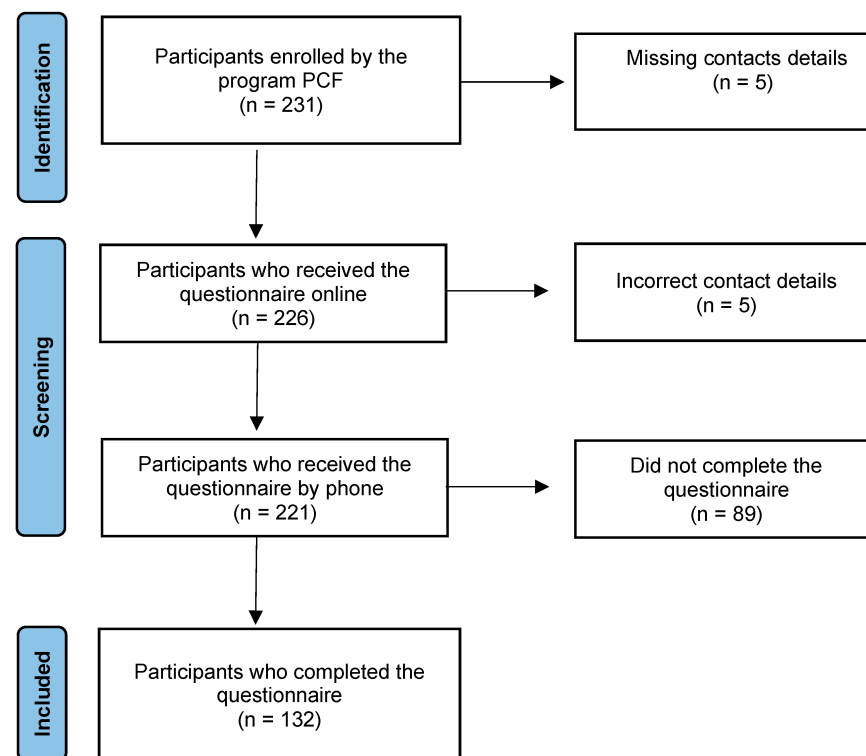 Identification
Participants enrolled by the
program PCF
(n = 231)
Missing contacts details
(n = 5)
Screening
Participants who received the
questionnaire online
(n = 226)
Incorrect contact details
(n = 5)
Participants who received the
questionnaire by phone
(n = 221)
Did not complete the
questionnaire
(n = 89)
Included
Participants who completed the
questionnaire
(n = 132)